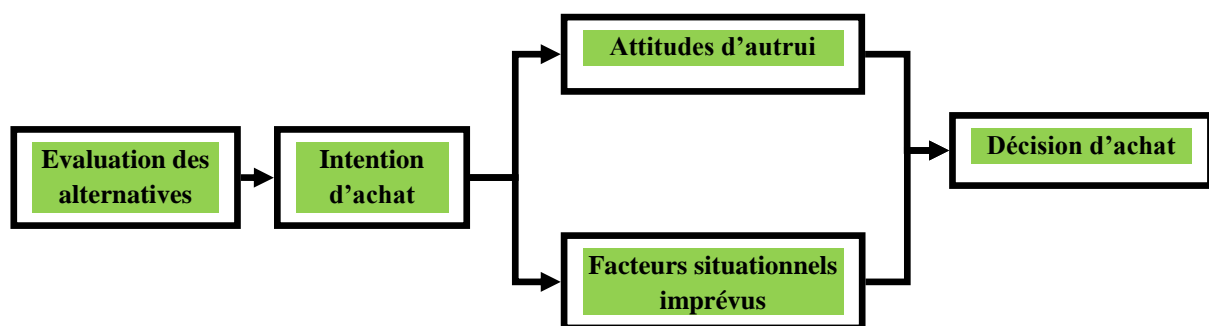 Attitudes d’autrui
Evaluation des
alternatives
Intention
d’achat
Décision d’achat
Facteurs situationnels
imprévus